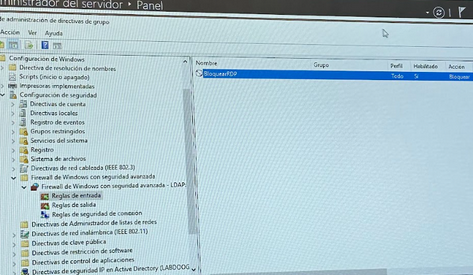 ministrador del servidor ▸ Panel
de administración de directivas de grupo
Acción Ver Ayuda
Configuración de Windows
Directiva de resolución de nombres
Scripts (inicio o apagado)
Impresoras implementadas
Configuración de seguridad
Directivas de cuenta
Directivas locales
Registro de eventos
Grupos restringidos
Servicios del sistema
Registro
Sistema de archivos
Directivas de red cableada (IEEE 802.3)
Firewall de Windows con seguridad avanzada
Firewall de Windows con seguridad avanzada - LDAP:
Reglas de entrada
Reglas de salida
Reglas de seguridad de conexión
Directivas de Administrador de listas de redes
Directivas de red inalámbrica (IEEE 802.11)
Directivas de clave pública
Directivas de restricción de software
Directivas de control de aplicaciones
Directivas de seguridad IP en Active Directory (LABDOOG
Nombre Grupo Perfil Habilitado Acción
BloquearRDP Todo Sí Bloquear